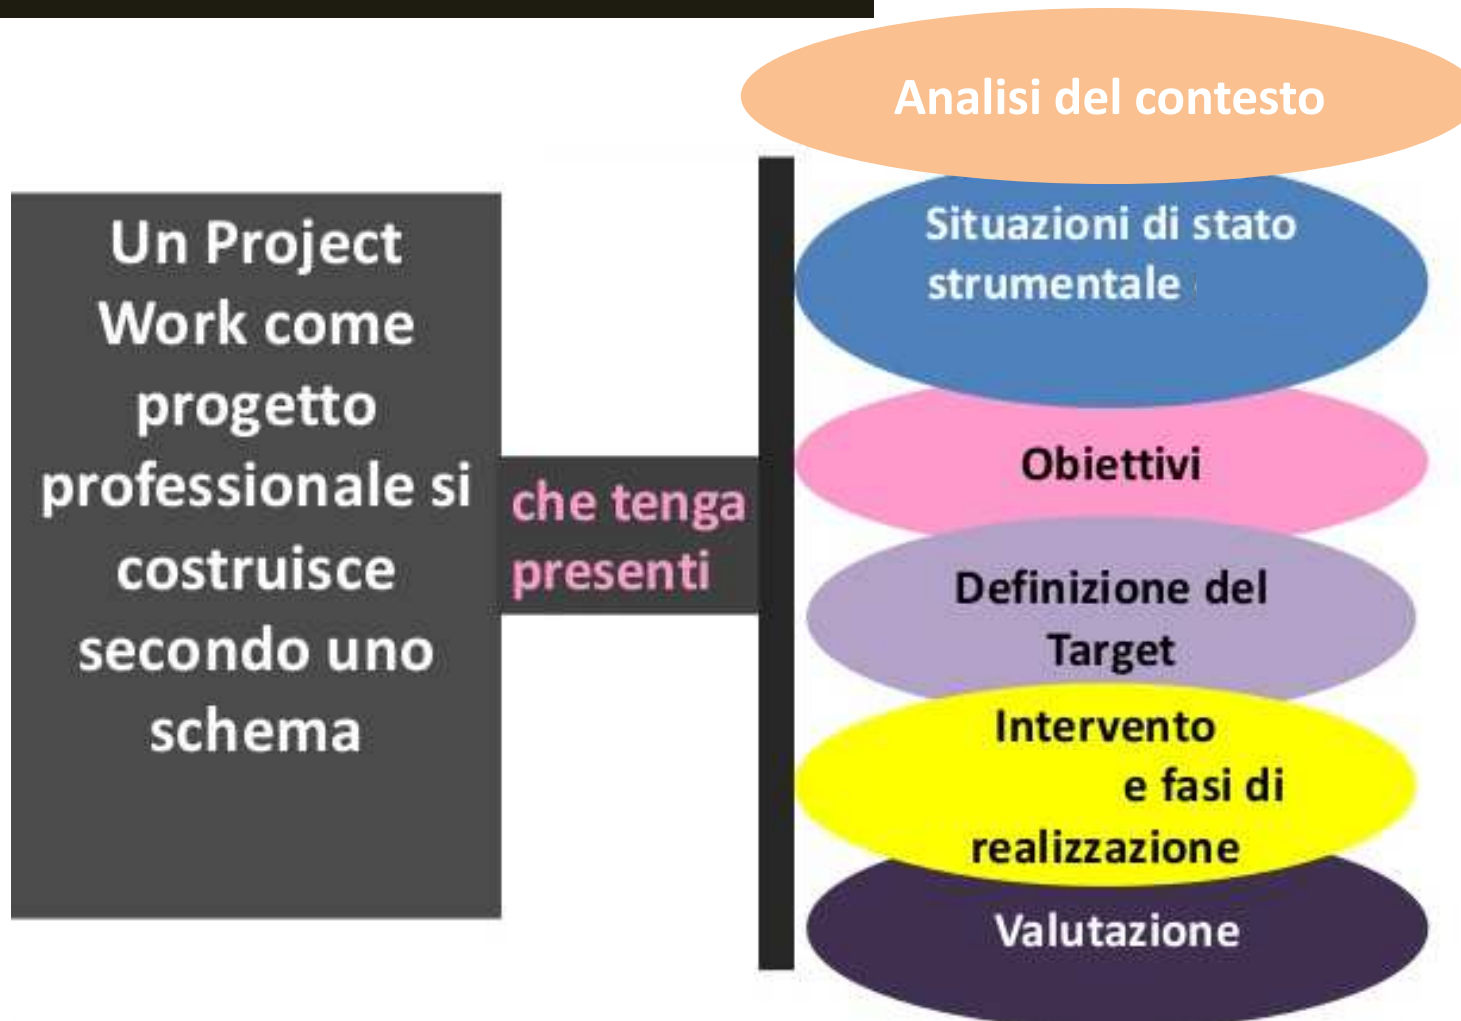 Un Project
Work come
progetto
professionale si
costruisce
secondo uno
schema
che tenga
presenti
Analisi del contesto
Situazioni di stato
strumentale
Obiettivi
Definizione del
Target
Intervento
e fasi di
realizzazione
Valutazione